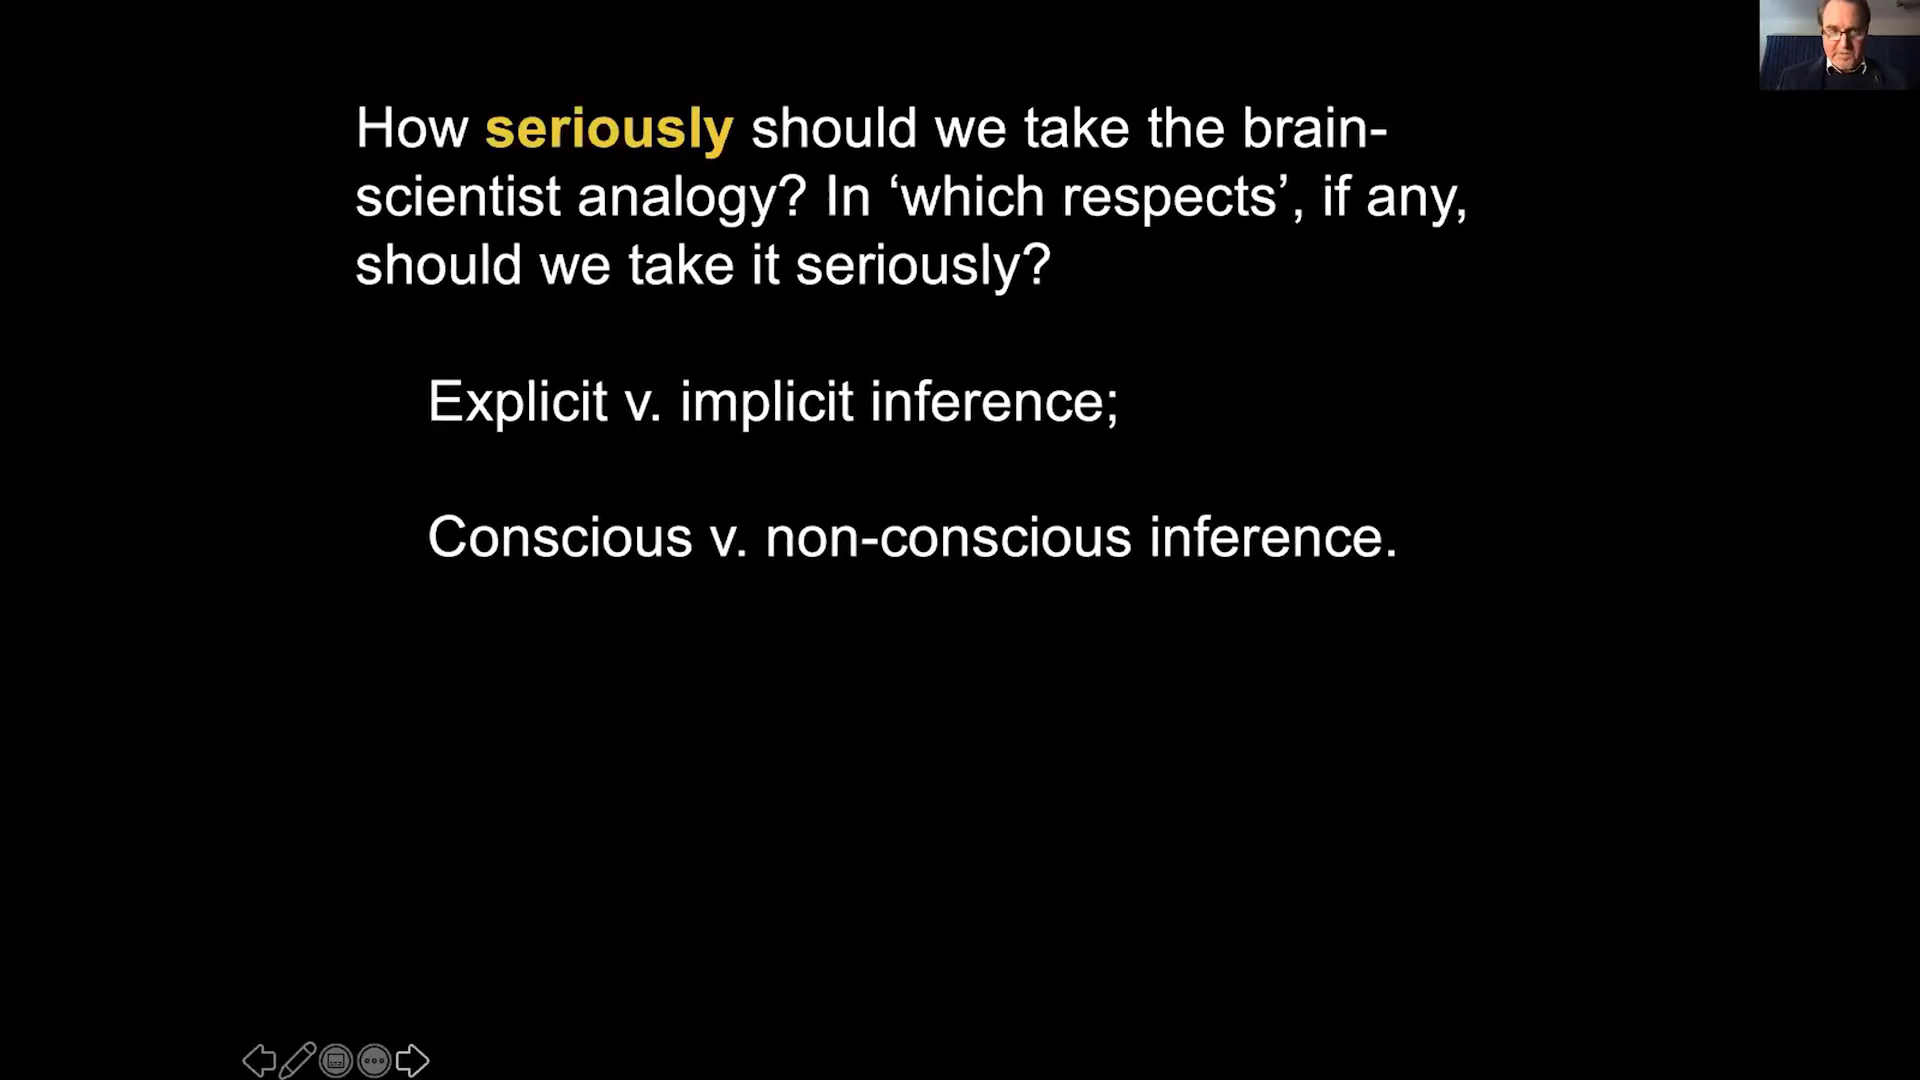 How seriously should we take the brain-
scientist analogy? In ‘which respects’, if any,
should we take it seriously?
Explicit v. implicit inference;
Conscious v. non-conscious inference.